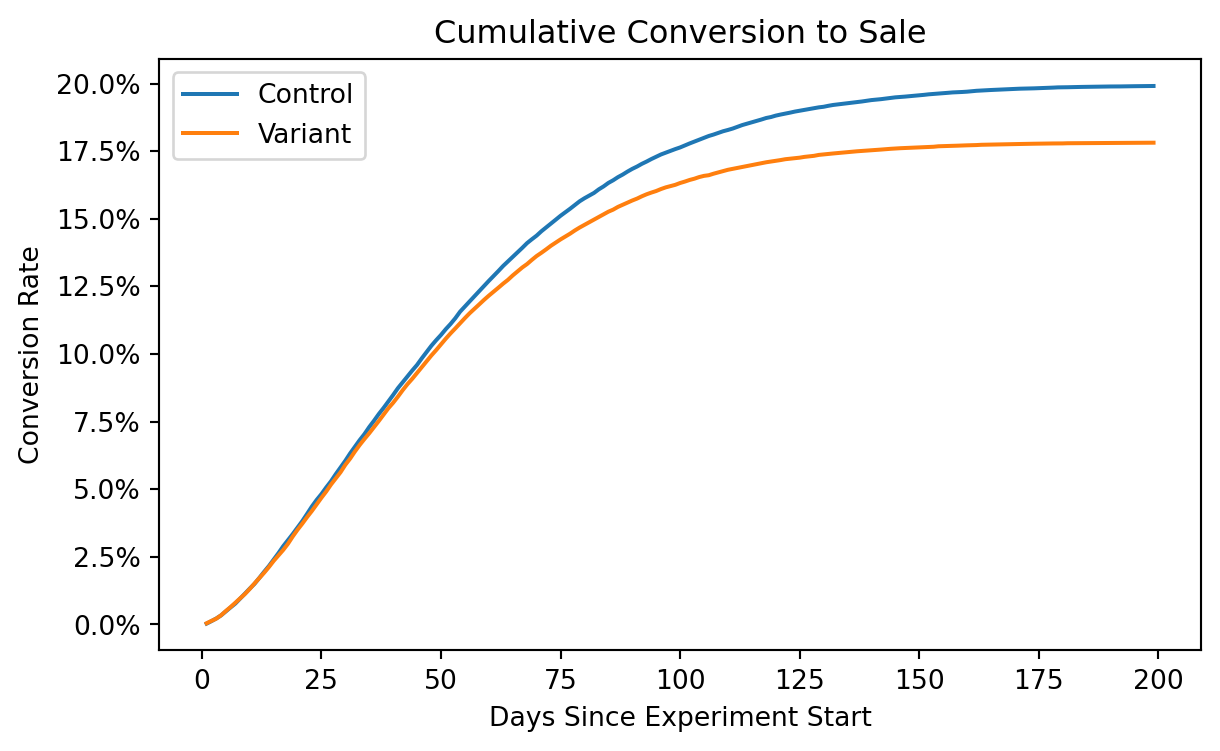 Cumulative Conversion to Sale
Control
Variant
20.0%
17.5%
15.0%
12.5%
10.0%
7.5%
5.0%
2.5%
0.0%
Conversion Rate
0 25 50 75 100 125 150 175 200
Days Since Experiment Start